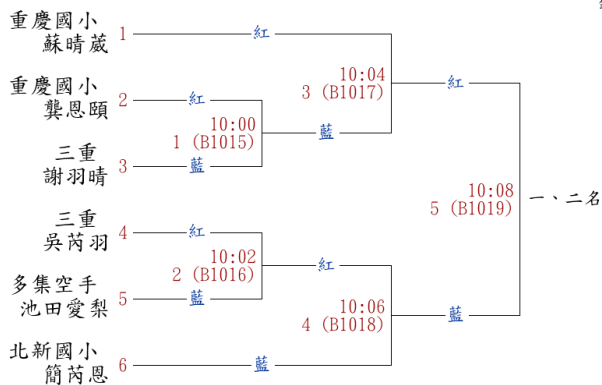 重慶國小
蘇晴葳
1
紅
10:04
3 (B1017)
紅
重慶國小
龔恩頤
2
紅
10:00
1 (B1015)
藍
三重
謝羽晴
3
藍
10:08
5 (B1019)
一、二名
三重
吳芮羽
4
紅
10:02
2 (B1016)
紅
多集空手
池田愛梨
5
藍
10:06
4 (B1018)
藍
北新國小
簡芮恩
6
藍